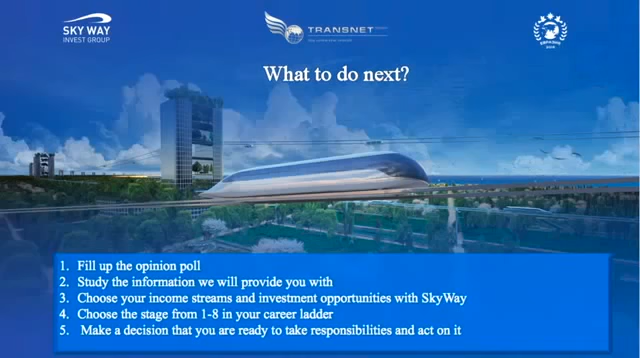 SKY WAY
INVEST GROUP
TRANSNET
What to do next?
1. Fill up the opinion poll
2. Study the information we will provide you with
3. Choose your income streams and investment opportunities with SkyWay
4. Choose the stage from 1-8 in your career ladder
5. Make a decision that you are ready to take responsibilities and act on it